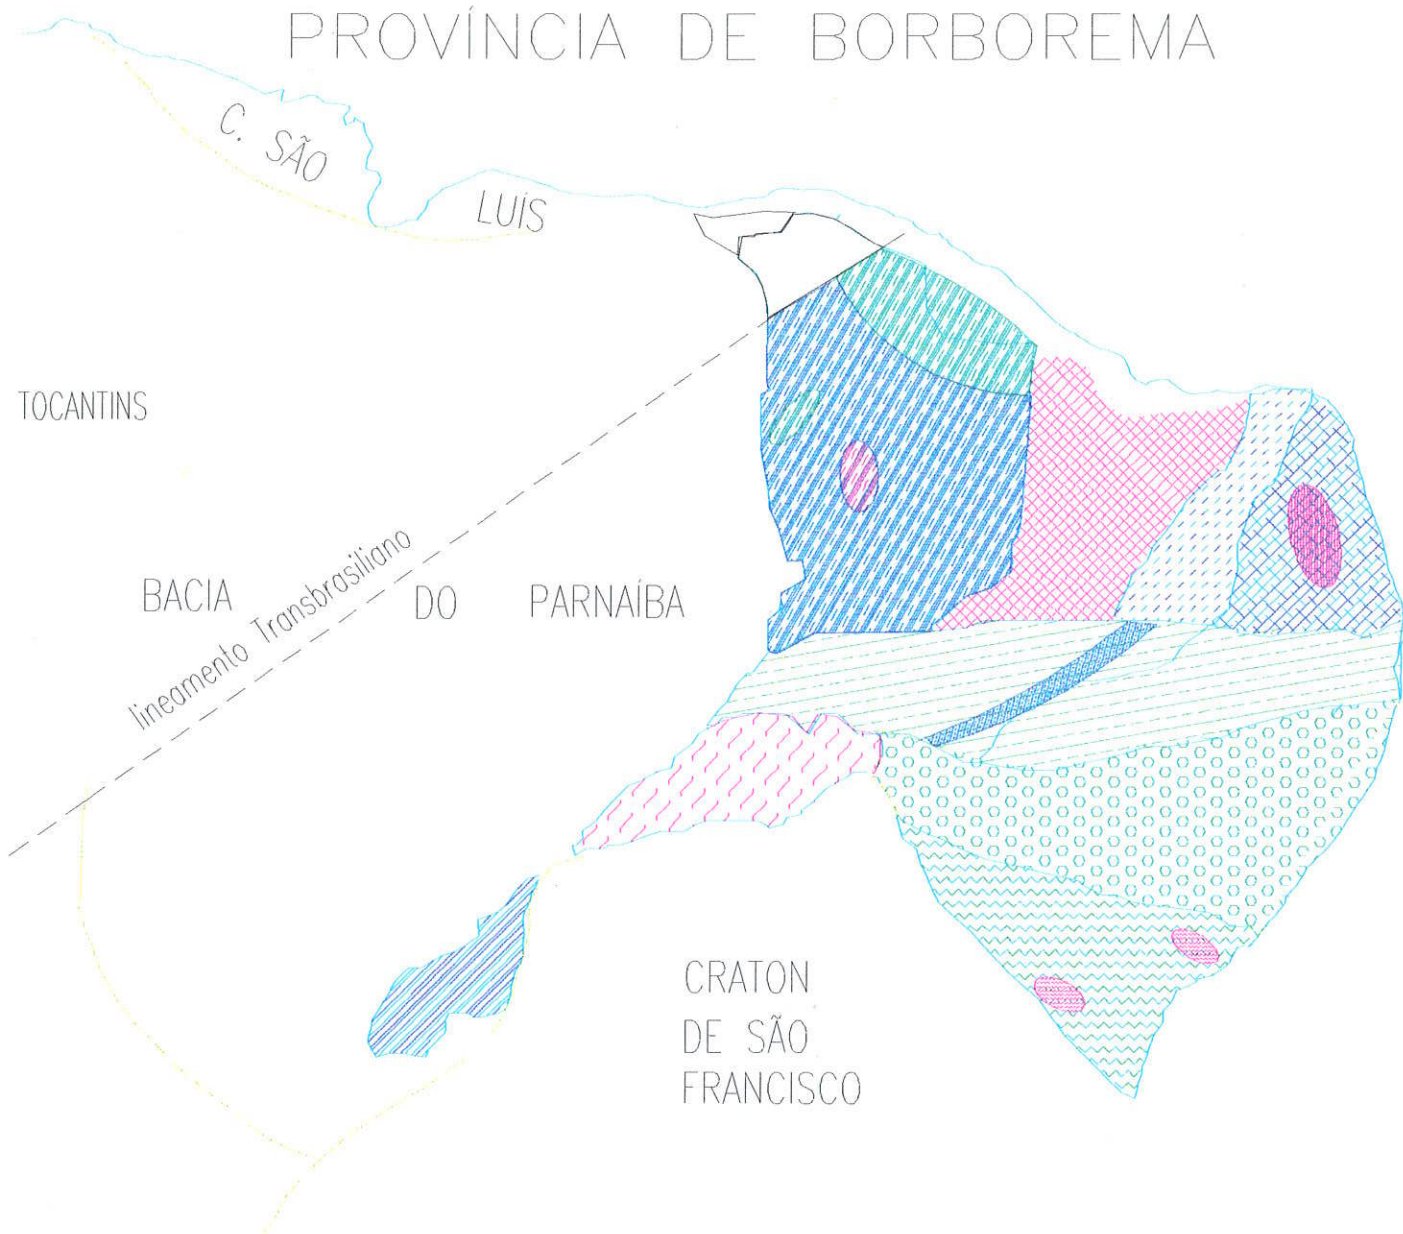 PROVÍNCIA DE BORBOREMA
C. SÃO
LUÍS
TOCANTINS
lineamento Transbrasiliano
BACIA DO PARNAÍBA
CRATON
DE SÃO
FRANCISCO